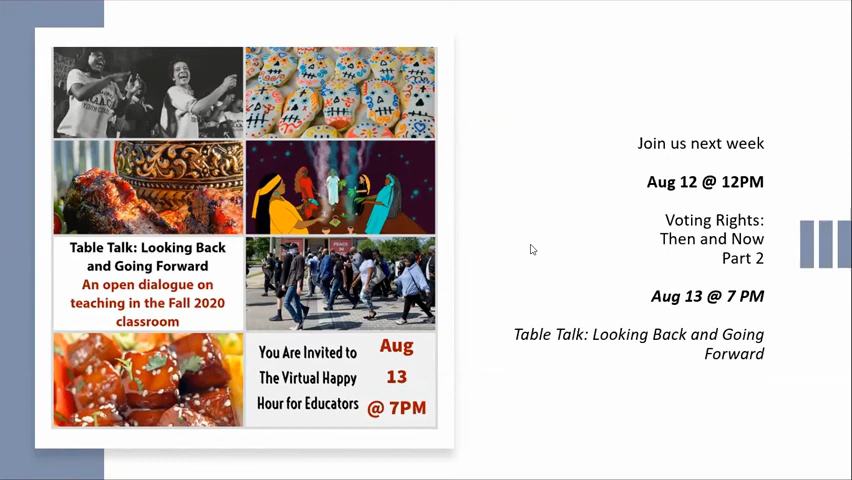 Table Talk: Looking Back
and Going Forward
An open dialogue on
teaching in the Fall 2020
classroom
You Are Invited to
The Virtual Happy
Hour for Educators
Aug
13
@ 7PM
Join us next week
Aug 12 @ 12PM
Voting Rights:
Then and Now
Part 2
Aug 13 @ 7 PM
Table Talk: Looking Back and Going
Forward